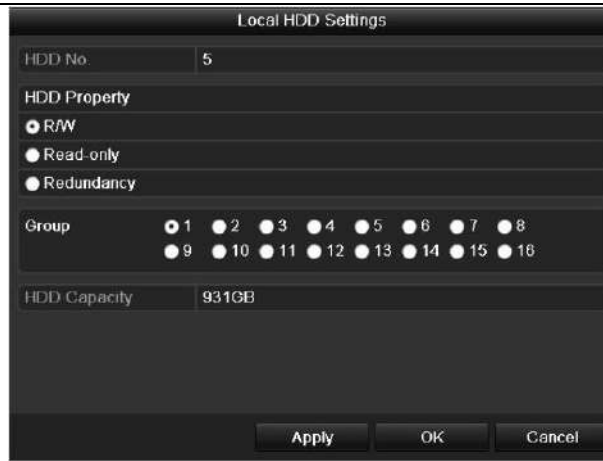 Local HDD Settings
HDD No. 5
HDD Property
R/W
Read-only
Redundancy
Group 1 2 3 4 5 6 7 8
9 10 11 12 13 14 15 16
HDD Capacity 931GB
Apply OK Cancel